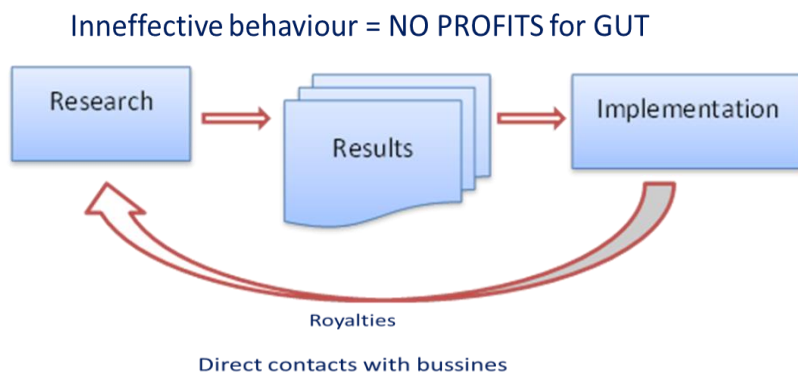 Inneffective behaviour = NO PROFITS for GUT
Research
Results
Implementation
Royalties
Direct contacts with bussines